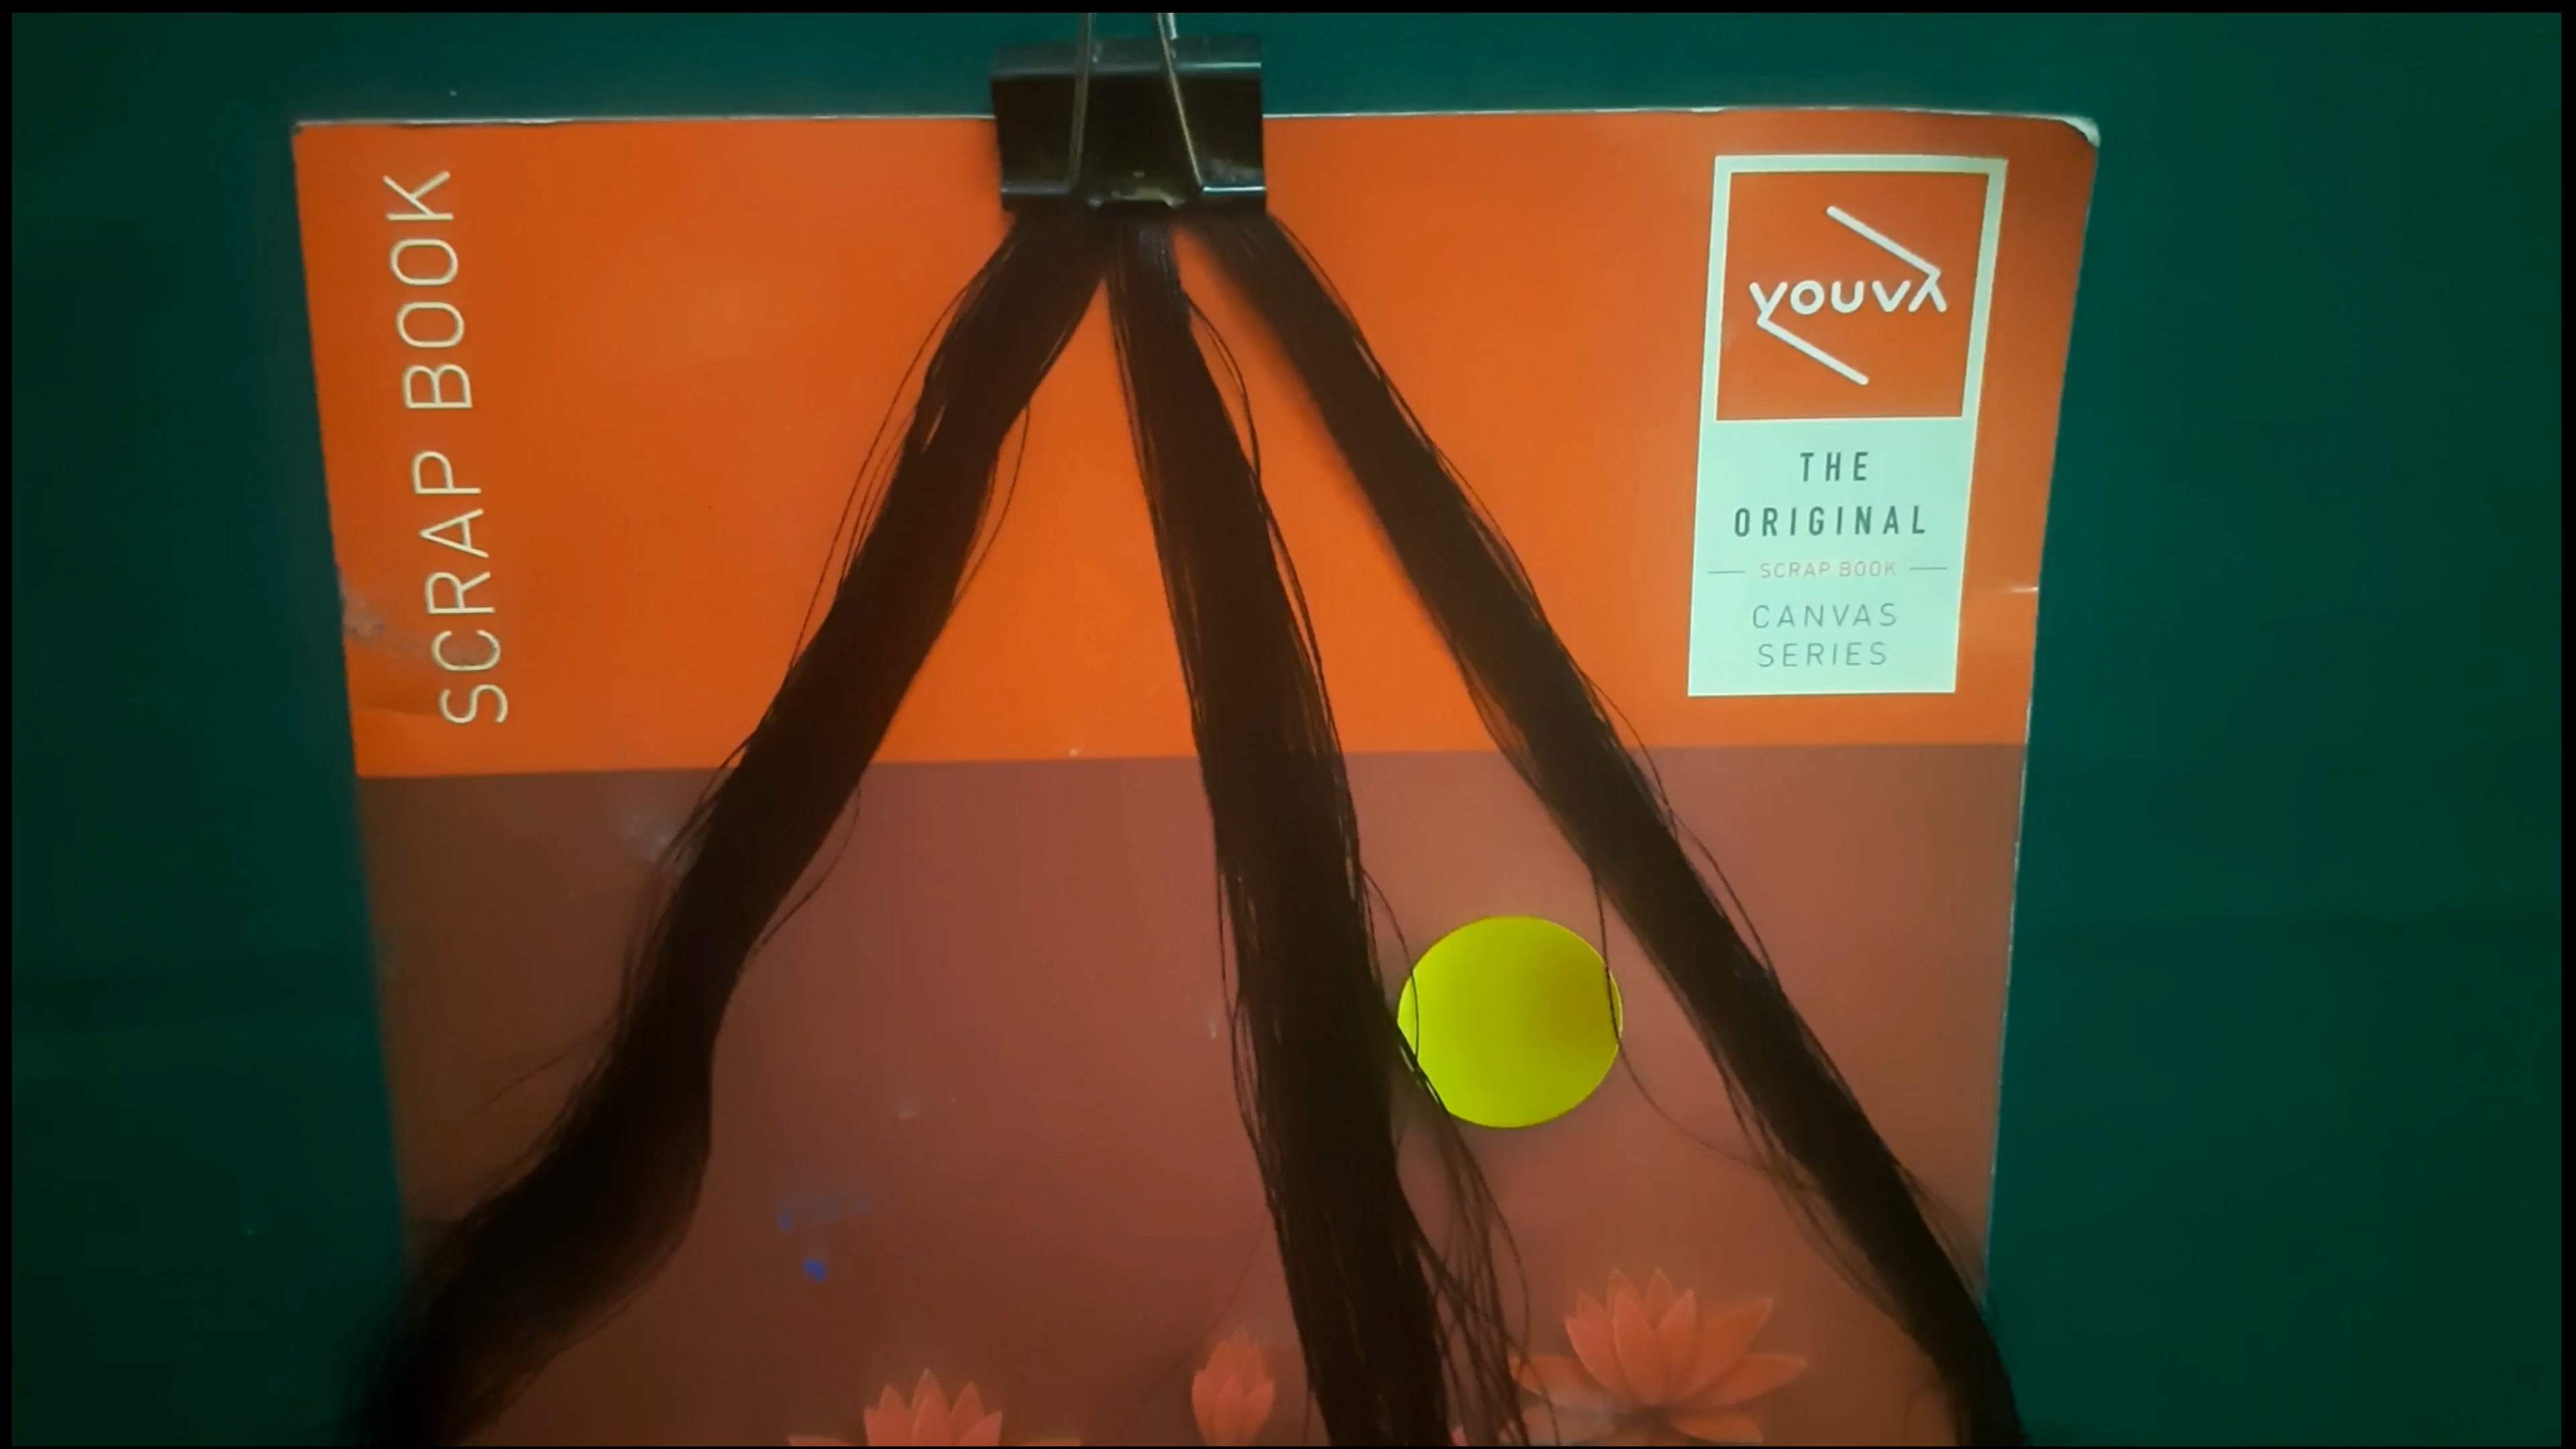 SCRAP BOOK
youva
THE
ORIGINAL
SCRAP BOOK
CANVAS
SERIES